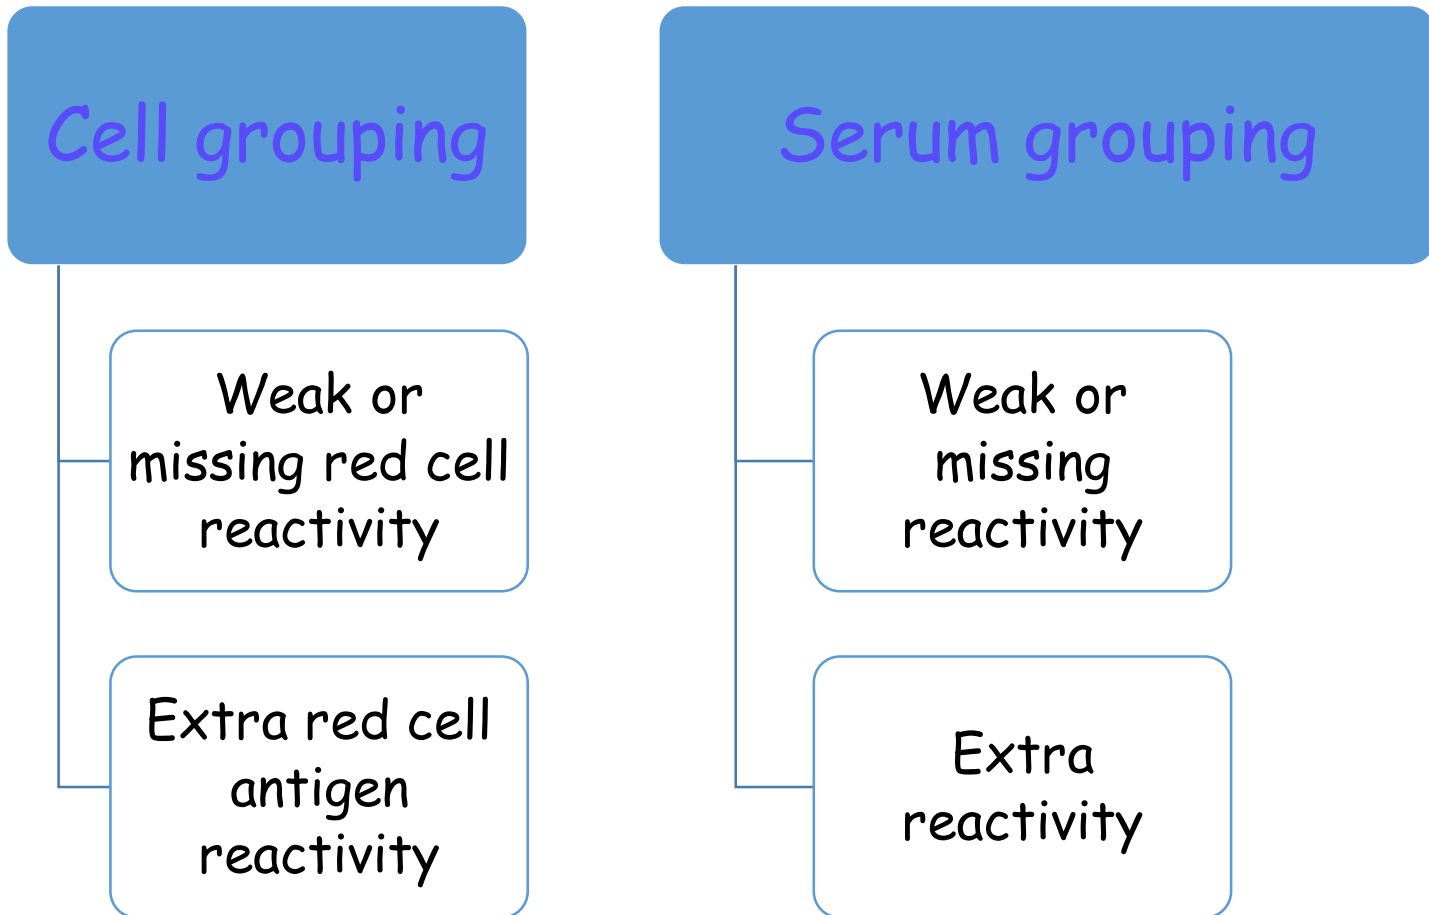 Cell grouping
Weak or
missing red cell
reactivity
Extra red cell
antigen
reactivity
Serum grouping
Weak or
missing
reactivity
Extra
reactivity